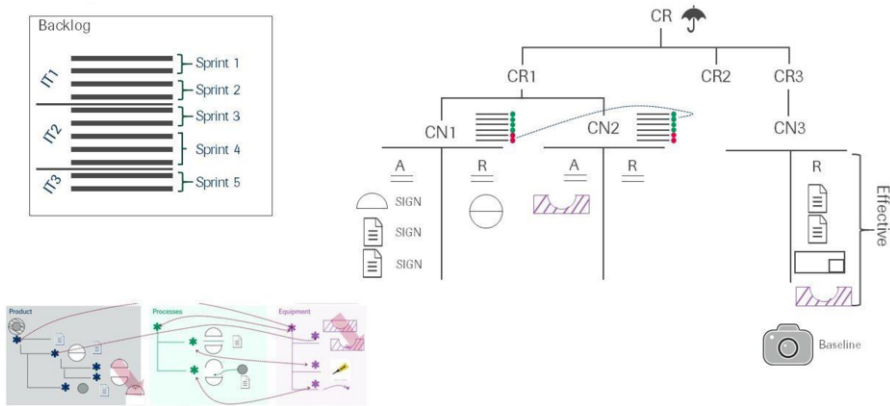 Backlog
IT1
Sprint 1
Sprint 2
IT2
Sprint 3
Sprint 4
IT3
Sprint 5
CR
CR1
CR2
CR3
CN1
CN2
CN3
A
R
A
R
R
SIGN
SIGN
SIGN
Effective
Baseline
Product
Processes
Equipment